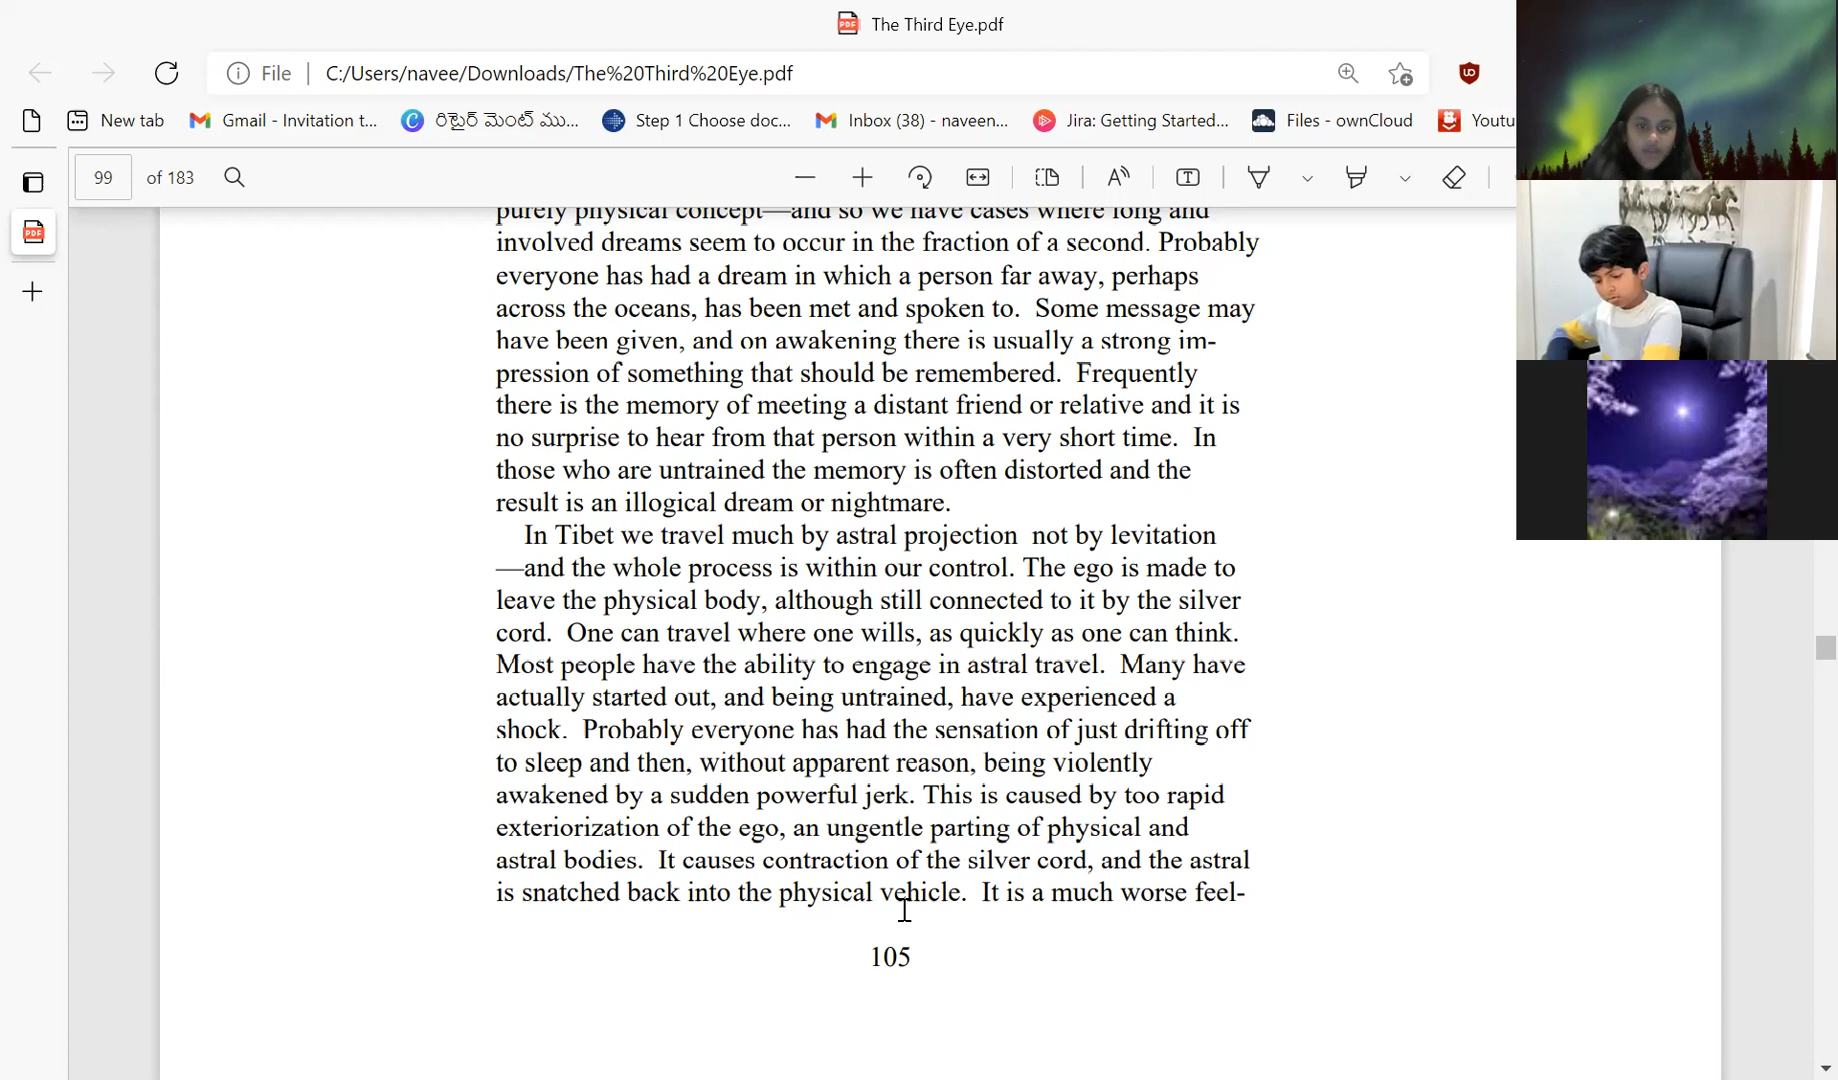 The Third Eye.pdf
File | C:/Users/navee/Downloads/The%20Third%20Eye.pdf
New tab
Gmail - Invitation t...
రిటైర్ మెంట్ ము...
Step 1 Choose doc...
Inbox (38) - naveen...
Jira: Getting Started...
Files - ownCloud
Youtu
99 of 183
purely physical concept—and so we have cases where long and
involved dreams seem to occur in the fraction of a second. Probably
everyone has had a dream in which a person far away, perhaps
across the oceans, has been met and spoken to. Some message may
have been given, and on awakening there is usually a strong im-
pression of something that should be remembered. Frequently
there is the memory of meeting a distant friend or relative and it is
no surprise to hear from that person within a very short time. In
those who are untrained the memory is often distorted and the
result is an illogical dream or nightmare.
In Tibet we travel much by astral projection not by levitation
—and the whole process is within our control. The ego is made to
leave the physical body, although still connected to it by the silver
cord. One can travel where one wills, as quickly as one can think.
Most people have the ability to engage in astral travel. Many have
actually started out, and being untrained, have experienced a
shock. Probably everyone has had the sensation of just drifting off
to sleep and then, without apparent reason, being violently
awakened by a sudden powerful jerk. This is caused by too rapid
exteriorization of the ego, an ungentle parting of physical and
astral bodies. It causes contraction of the silver cord, and the astral
is snatched back into the physical vehicle. It is a much worse feel-
105